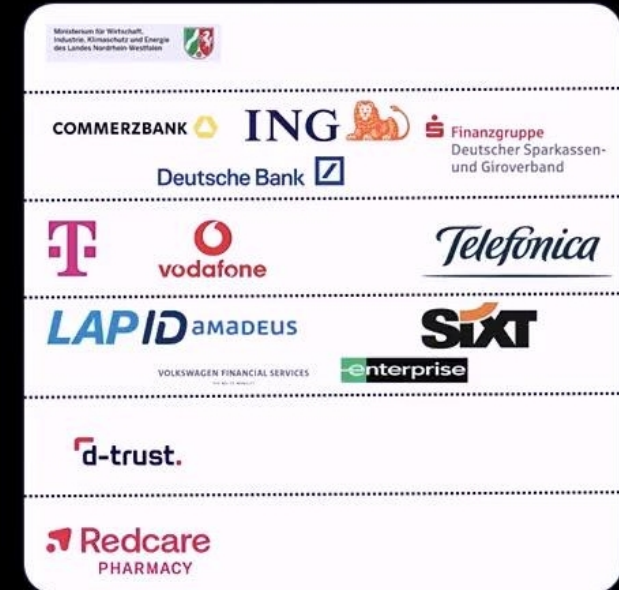 Ministerium für Wirtschaft,
Industrie, Klimaschutz und Energie
des Landes Nordrhein-Westfalen
COMMERZBANK
ING
Finanzgruppe
Deutscher Sparkassen-
und Giroverband
Deutsche Bank
T
vodafone
Telefónica
LAPID
amadeus
SIXT
VOLKSWAGEN FINANCIAL SERVICES
enterprise
d-trust.
Redcare
PHARMACY